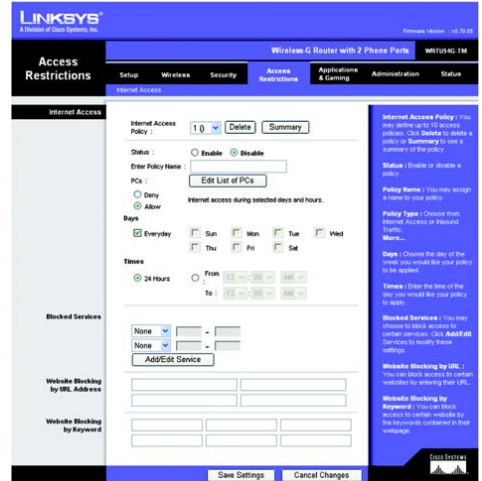 LINKSYS®
A Division of Cisco Systems, Inc.
Firmware Version : v0.70.06
Wireless-G Router with 2 Phone Ports WRTU54G-TM
Access Restrictions
Setup Wireless Security Access Restrictions Applications & Gaming Administration Status
Internet Access
Internet Access
Internet Access Policy : 1 () Delete Summary
Status : Enable Disable
Enter Policy Name :
PCs : Edit List of PCs
Deny
Allow
Internet access during selected days and hours.
Days
Everyday Sun Mon Tue Wed
Thu Fri Sat
Times
24 Hours From : 12 : 00 AM
To : 12 : 00 AM
Blocked Services
None -
None -
Add/Edit Service
Website Blocking by URL Address
Website Blocking by Keyword
Save Settings Cancel Changes
Internet Access Policy : You
may define up to 10 access
policies. Click Delete to delete a
policy or Summary to see a
summary of the policy.
Status : Enable or disable a
policy.
Policy Name : You may assign
a name to your policy.
Policy Type : Choose from
Internet Access or Inbound
Traffic.
More...
Days : Choose the day of the
week you would like your policy
to be applied.
Times : Enter the time of the
day you would like your policy
to apply.
Blocked Services : You may
choose to block access to
certain services. Click Add/Edit
Services to modify these
settings.
Website Blocking by URL :
You can block access to certain
websites by entering their URL.
Website Blocking by
Keyword : You can block
access to certain website by
the keywords contained in their
webpage.
CISCO SYSTEMS